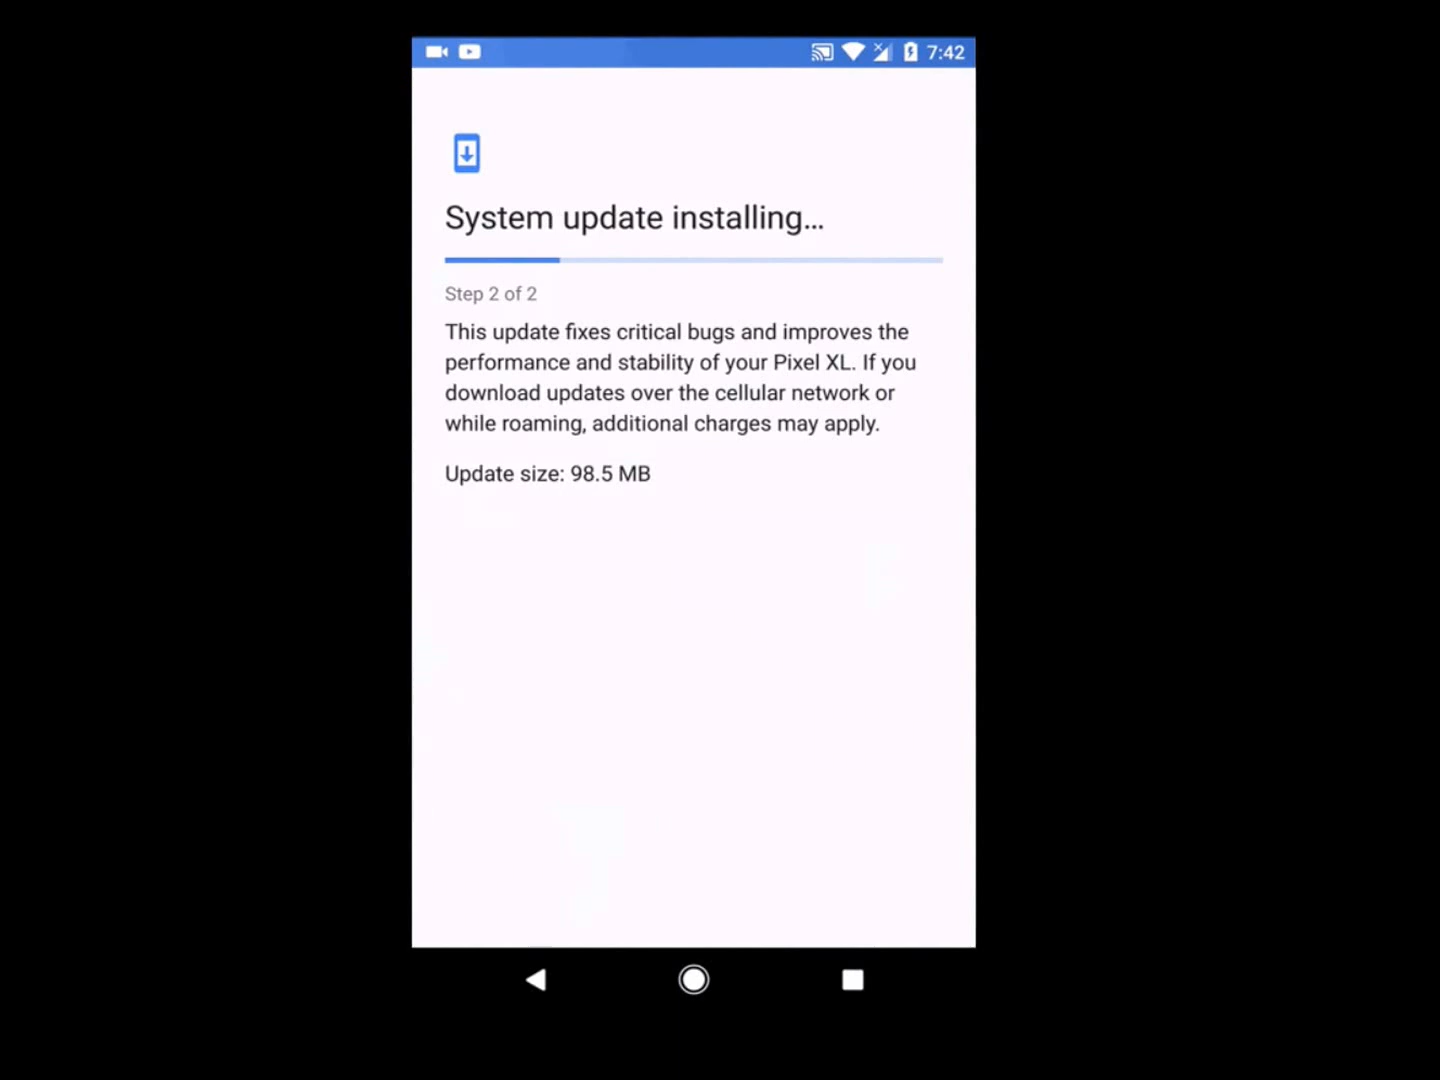 7:42
System update installing...
Step 2 of 2
This update fixes critical bugs and improves the
performance and stability of your Pixel XL. If you
download updates over the cellular network or
while roaming, additional charges may apply.
Update size: 98.5 MB